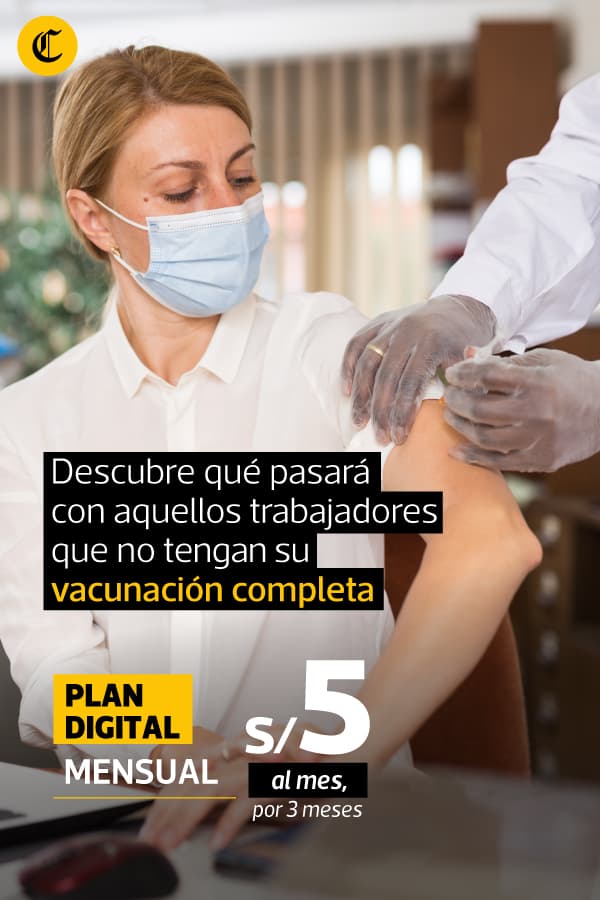 C
Descubre qué pasará
con aquellos trabajadores
que no tengan su
vacunación completa
PLAN
DIGITAL
MENSUAL
S/5
al mes,
por 3 meses